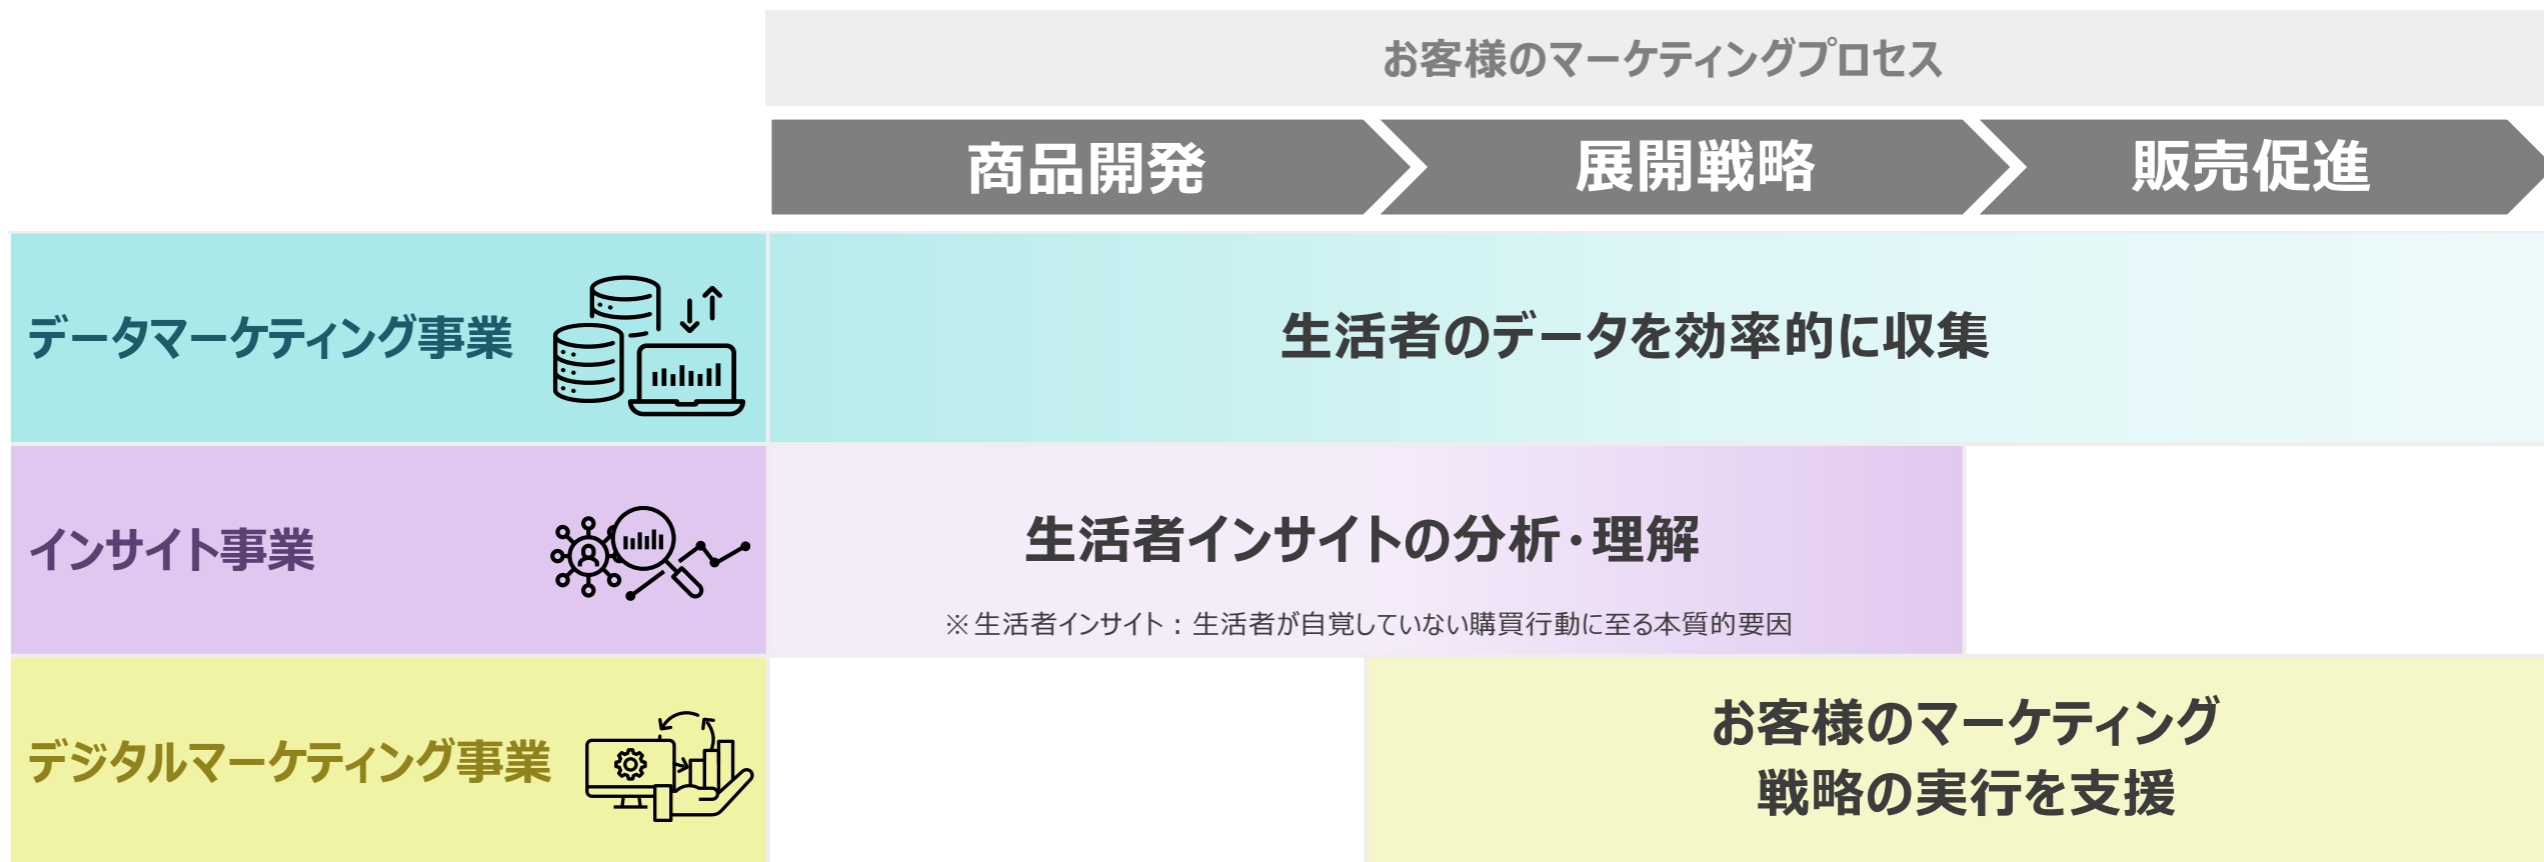 お客様のマーケティングプロセス
商品開発
展開戦略
販売促進
データマーケティング事業
生活者のデータを効率的に収集
インサイト事業
生活者インサイトの分析・理解
※生活者インサイト：生活者が自覚していない購買行動に至る本質的要因
デジタルマーケティング事業
お客様のマーケティング
戦略の実行を支援